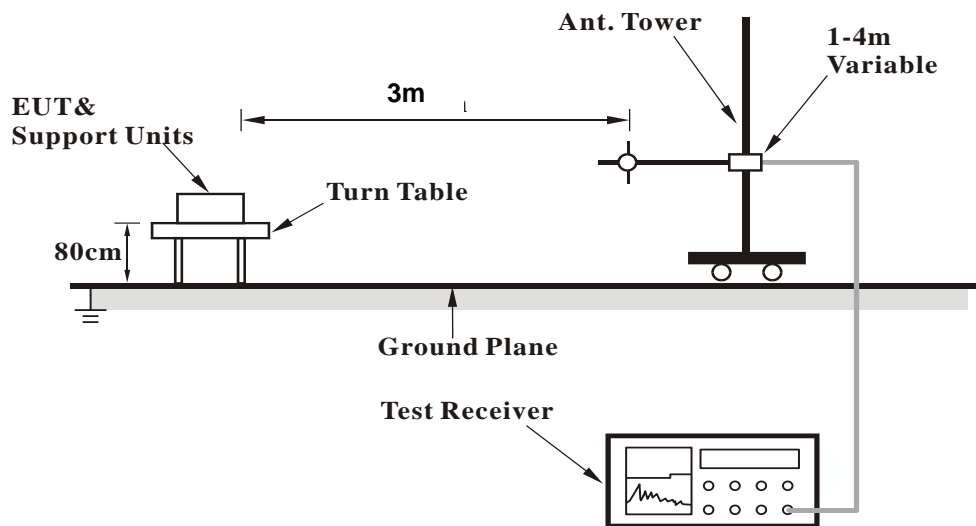 Ant. Tower
1-4m
Variable
3m
EUT&
Support Units
Turn Table
80cm
Ground Plane
Test Receiver